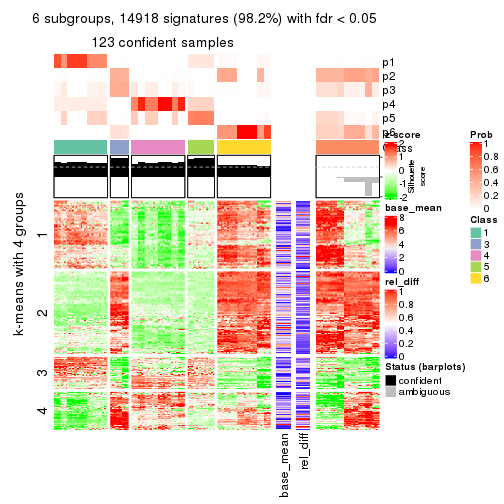 6 subgroups, 14918 signatures (98.2%) with fdr < 0.05
123 confident samples
p1
p2
p3
p4
p5
p6
z-score
2
1
0
-1
-2
Silhouette score
base_mean
8
6
4
2
0
rel_diff
1
0.8
0.6
0.4
0.2
0
Status (barplots)
confident
ambiguous
Prob
1
0.8
0.6
0.4
0.2
0
Class
1
2
3
4
5
6
k-means with 4 groups
1
2
3
4
base_mean
rel_diff